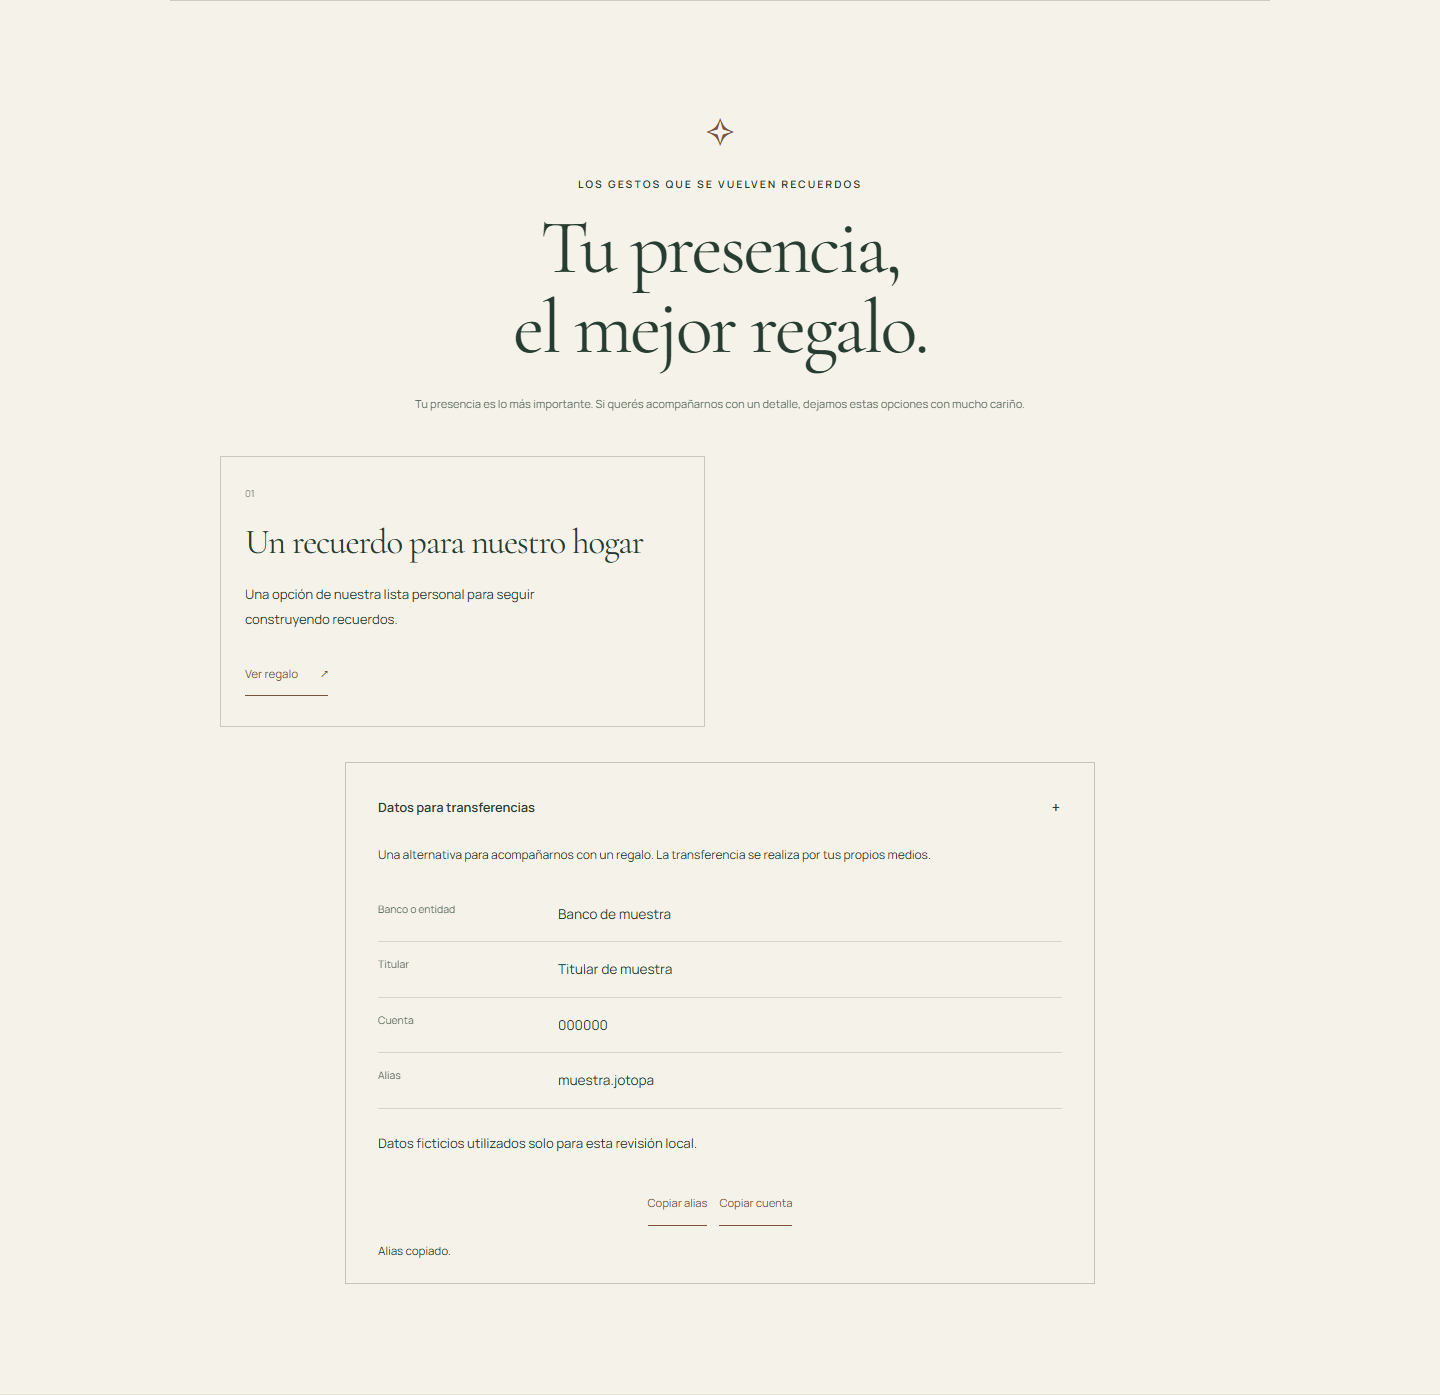 LOS GESTOS QUE SE VUELVEN RECUERDOS
Tu presencia,
el mejor regalo.
Tu presencia es lo más importante. Si querés acompañarnos con un detalle, dejamos estas opciones con mucho cariño.
01
Un recuerdo para nuestro hogar
Una opción de nuestra lista personal para seguir
construyendo recuerdos.
Ver regalo ↗
Datos para transferencias +
Una alternativa para acompañarnos con un regalo. La transferencia se realiza por tus propios medios.
Banco o entidad Banco de muestra
Titular Titular de muestra
Cuenta 000000
Alias muestra.jotopa
Datos ficticios utilizados solo para esta revisión local.
Copiar alias Copiar cuenta
Alias copiado.